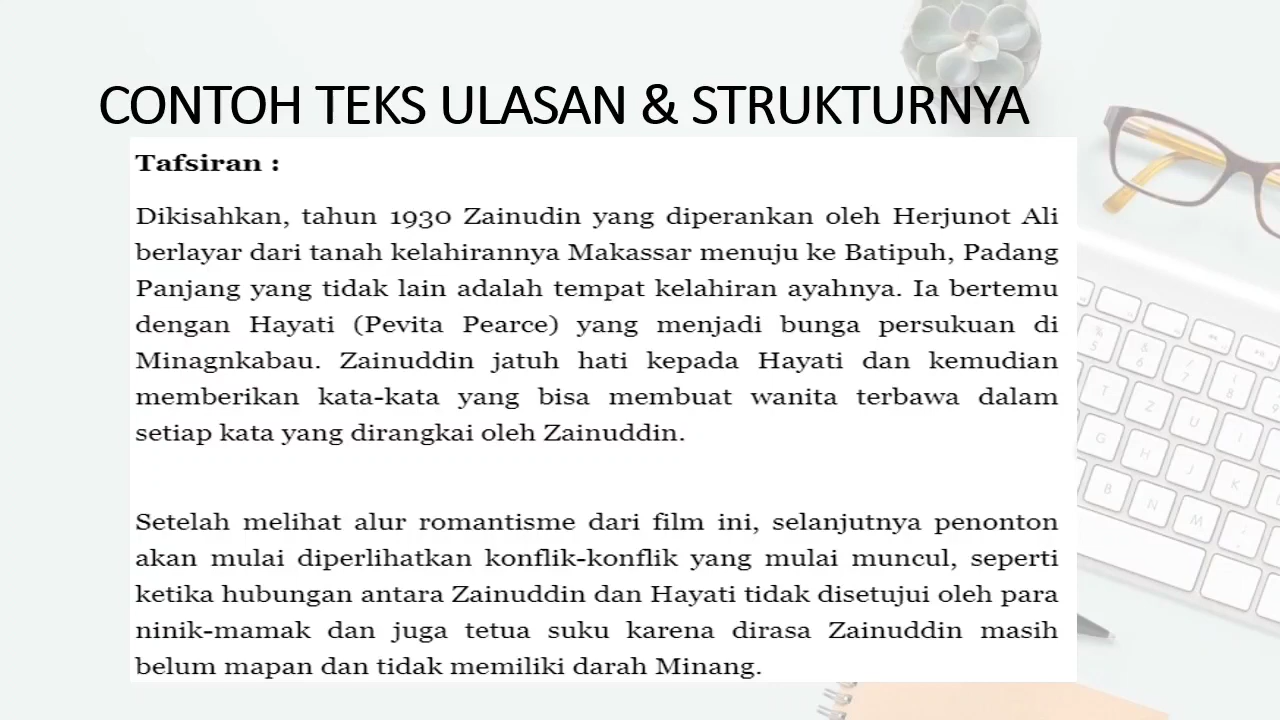 CONTOH TEKS ULASAN & STRUKTURNYA
Tafsiran :
Dikisahkan, tahun 1930 Zainudin yang diperankan oleh Herjunot Ali
berlayar dari tanah kelahirannya Makassar menuju ke Batipuh, Padang
Panjang yang tidak lain adalah tempat kelahiran ayahnya. Ia bertemu
dengan Hayati (Pevita Pearce) yang menjadi bunga persukuan di
Minagnkabau. Zainuddin jatuh hati kepada Hayati dan kemudian
memberikan kata-kata yang bisa membuat wanita terbawa dalam
setiap kata yang dirangkai oleh Zainuddin.
Setelah melihat alur romantisme dari film ini, selanjutnya penonton
akan mulai diperlihatkan konflik-konflik yang mulai muncul, seperti
ketika hubungan antara Zainuddin dan Hayati tidak disetujui oleh para
ninik-mamak dan juga tetua suku karena dirasa Zainuddin masih
belum mapan dan tidak memiliki darah Minang.